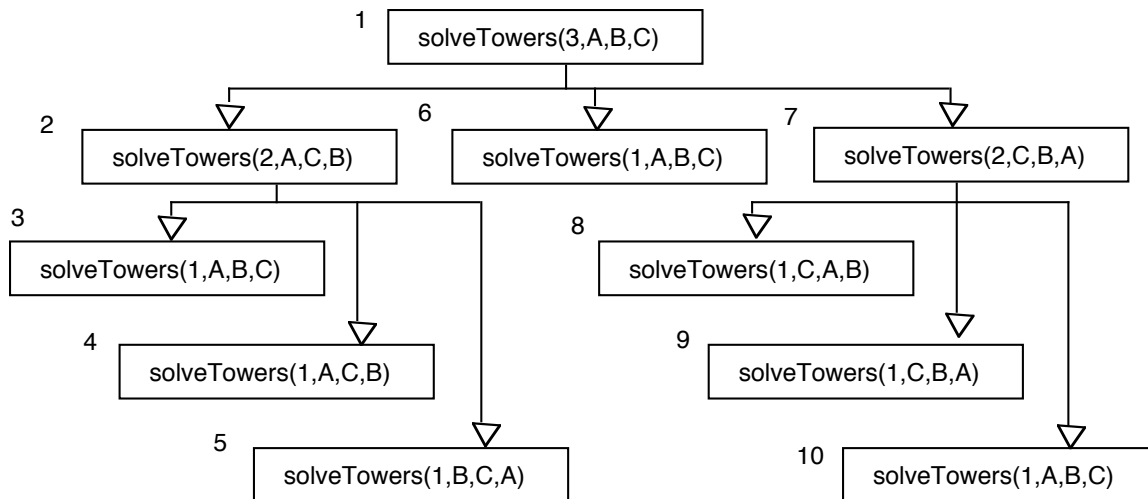 1
solveTowers(3,A,B,C)
2
solveTowers(2,A,C,B)
6
solveTowers(1,A,B,C)
7
solveTowers(2,C,B,A)
3
solveTowers(1,A,B,C)
8
solveTowers(1,C,A,B)
4
solveTowers(1,A,C,B)
9
solveTowers(1,C,B,A)
5
solveTowers(1,B,C,A)
10
solveTowers(1,A,B,C)